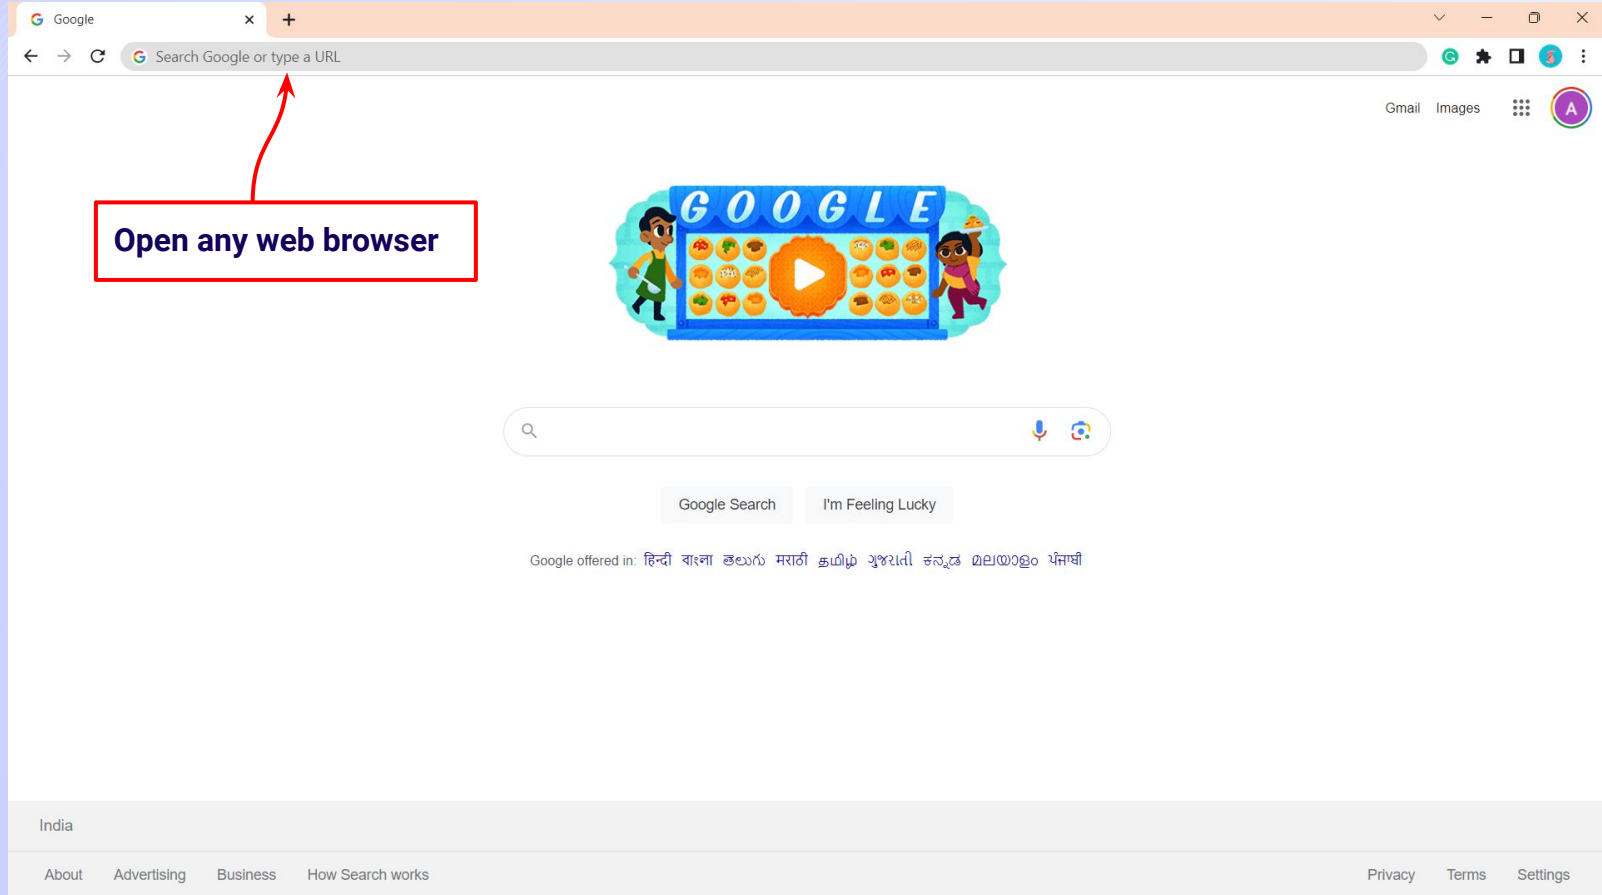 Google
Search Google or type a URL
Gmail Images
A
Open any web browser
GOOGLE
Google Search I'm Feeling Lucky
Google offered in: हिन्दी বাংলা తెలుగు मराठी தமிழ் ગુજરાતી ಕನ್ನಡ മലയാളം ਪੰਜਾਬੀ
India
About Advertising Business How Search works Privacy Terms Settings